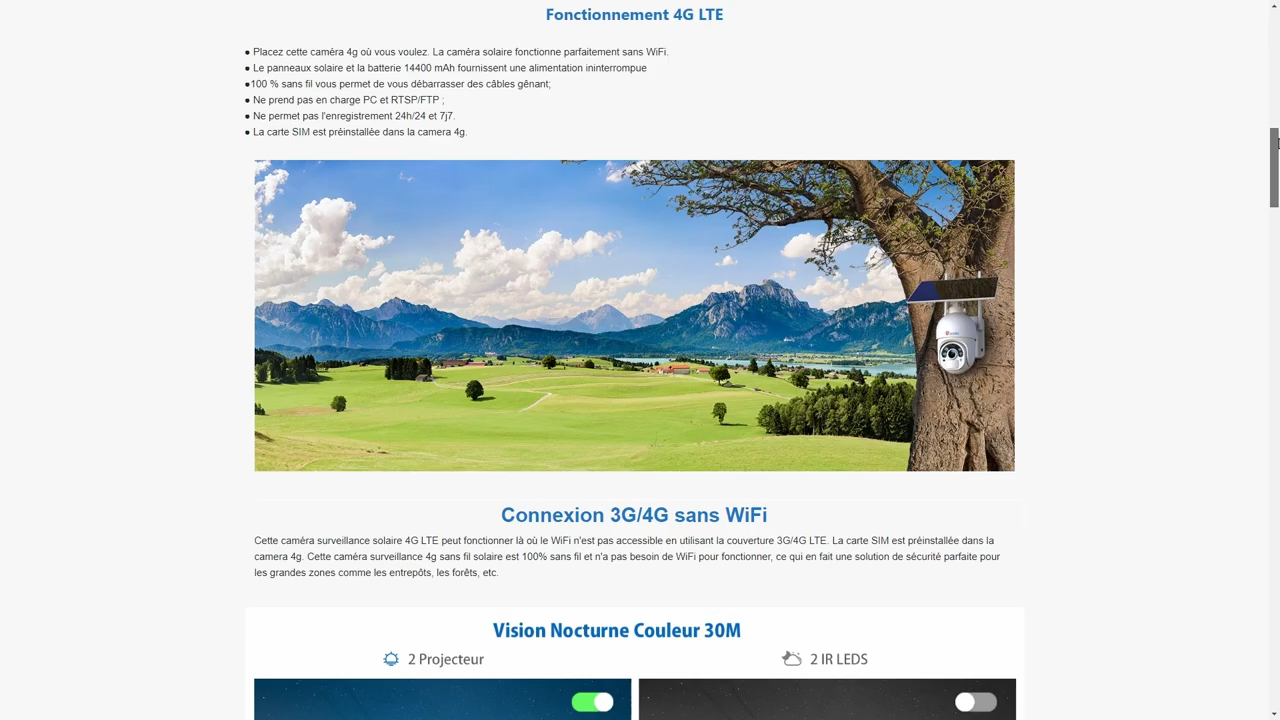 Fonctionnement 4G LTE
● Placez cette caméra 4g où vous voulez. La caméra solaire fonctionne parfaitement sans WiFi.
● Le panneaux solaire et la batterie 14400 mAh fournissent une alimentation ininterrompue
●100 % sans fil vous permet de vous débarrasser des câbles gênant;
● Ne prend pas en charge PC et RTSP/FTP ;
● Ne permet pas l'enregistrement 24h/24 et 7j7.
● La carte SIM est préinstallée dans la camera 4g.
Connexion 3G/4G sans WiFi
Cette caméra surveillance solaire 4G LTE peut fonctionner là où le WiFi n'est pas accessible en utilisant la couverture 3G/4G LTE. La carte SIM est préinstallée dans la
camera 4g. Cette caméra surveillance 4g sans fil solaire est 100% sans fil et n'a pas besoin de WiFi pour fonctionner, ce qui en fait une solution de sécurité parfaite pour
les grandes zones comme les entrepôts, les forêts, etc.
Vision Nocturne Couleur 30M
2 Projecteur
2 IR LEDS